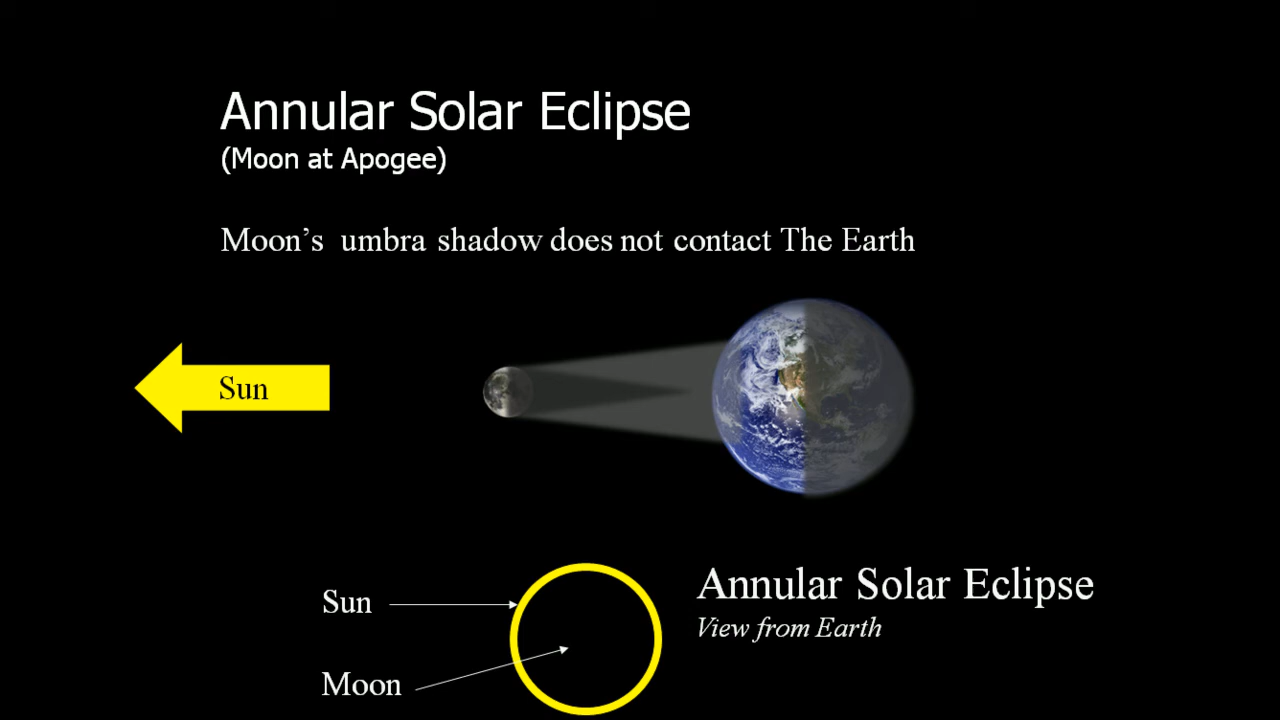 Annular Solar Eclipse
(Moon at Apogee)
Moon’s umbra shadow does not contact The Earth
Sun
Annular Solar Eclipse
View from Earth
Sun
Moon